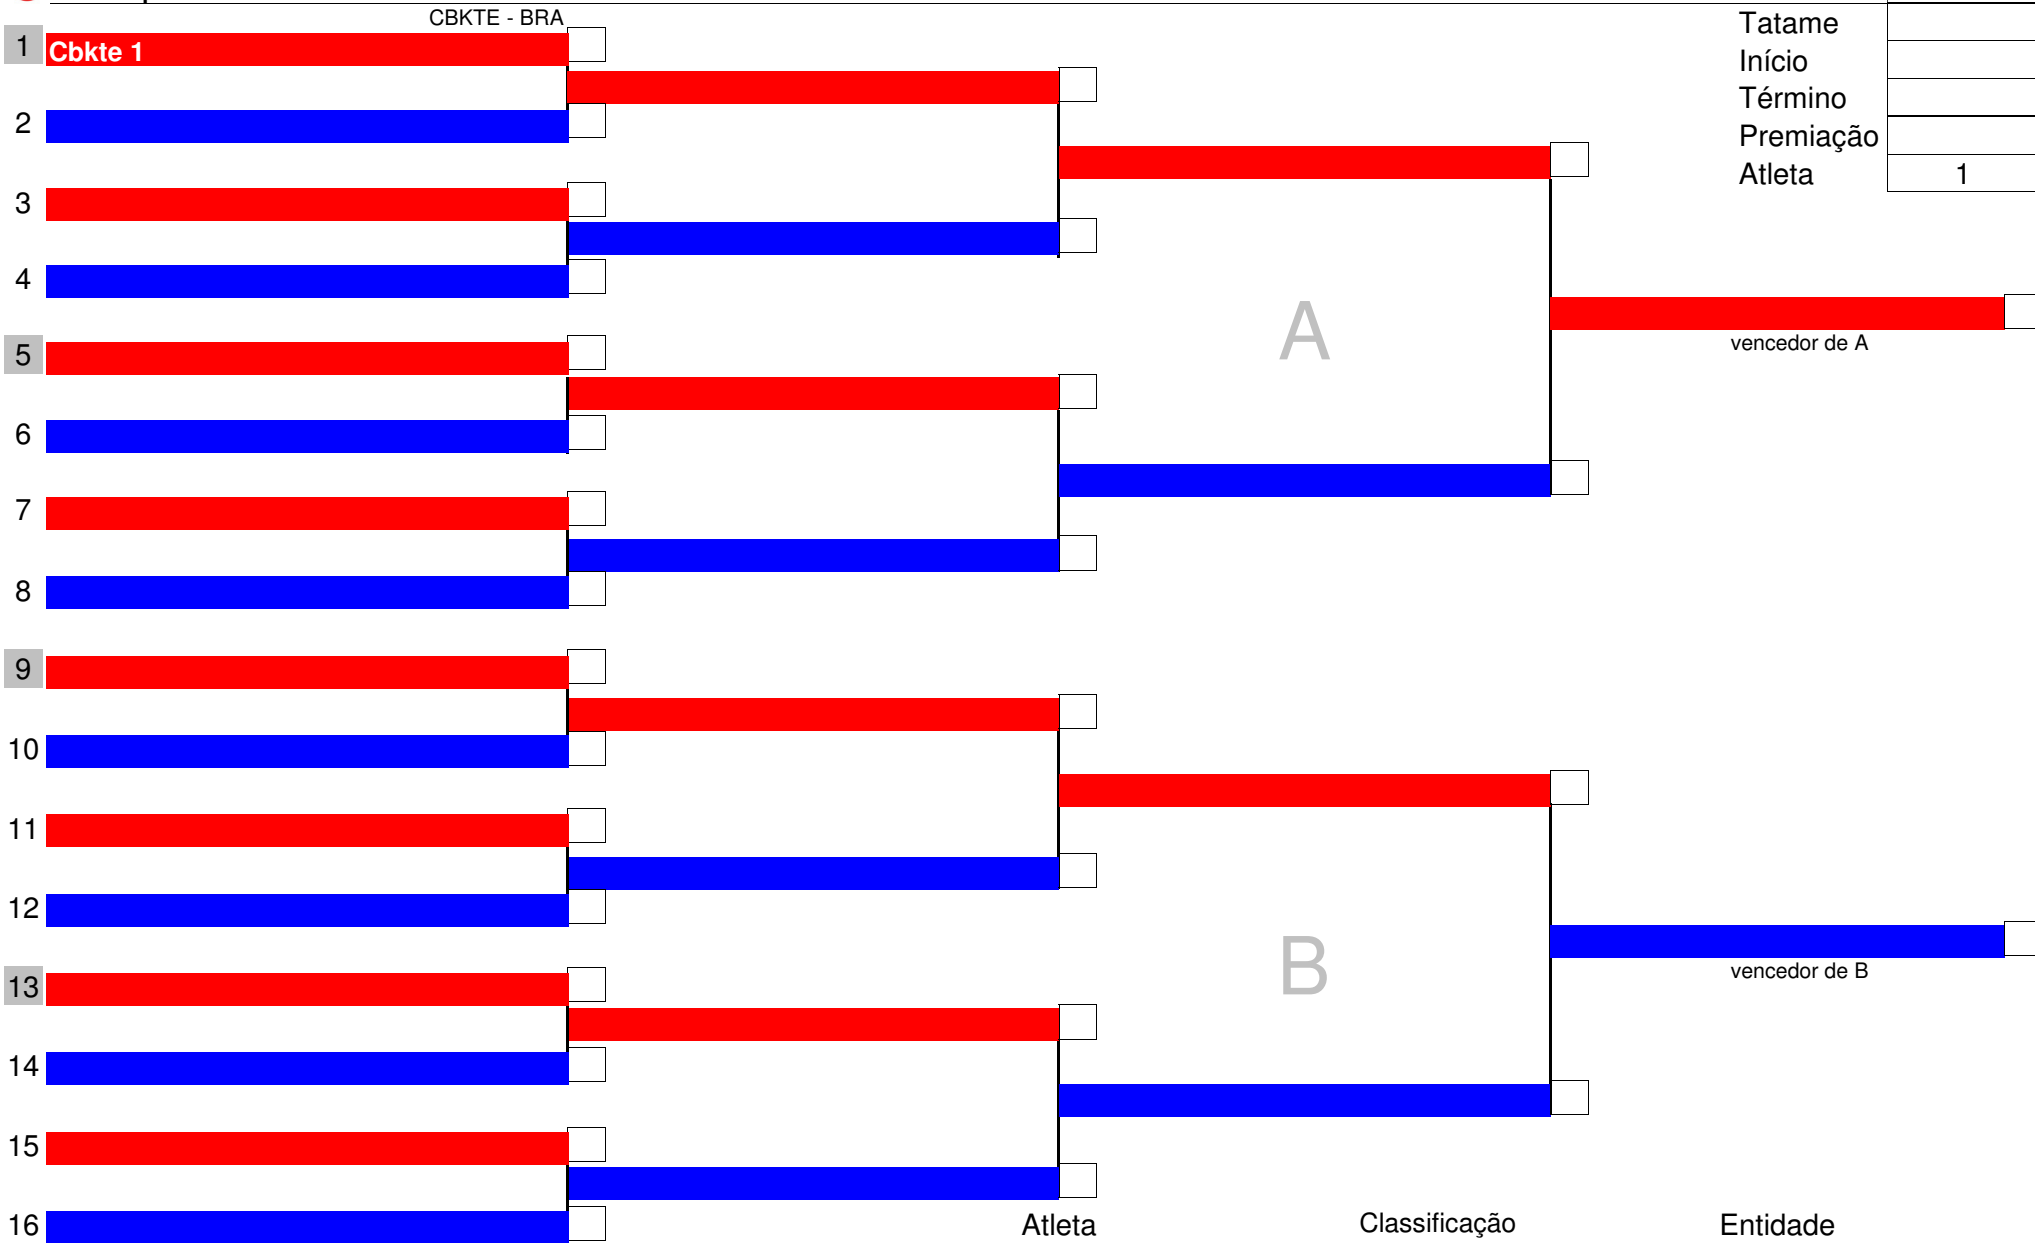 CBKTE - BRA
Tatame
1 Cbkte 1
Início
Término
2
Premiação
Atleta 1
3
4
5
A
vencedor de A
6
7
8
9
10
11
12
B
vencedor de B
13
14
15
16
Atleta Classificação Entidade